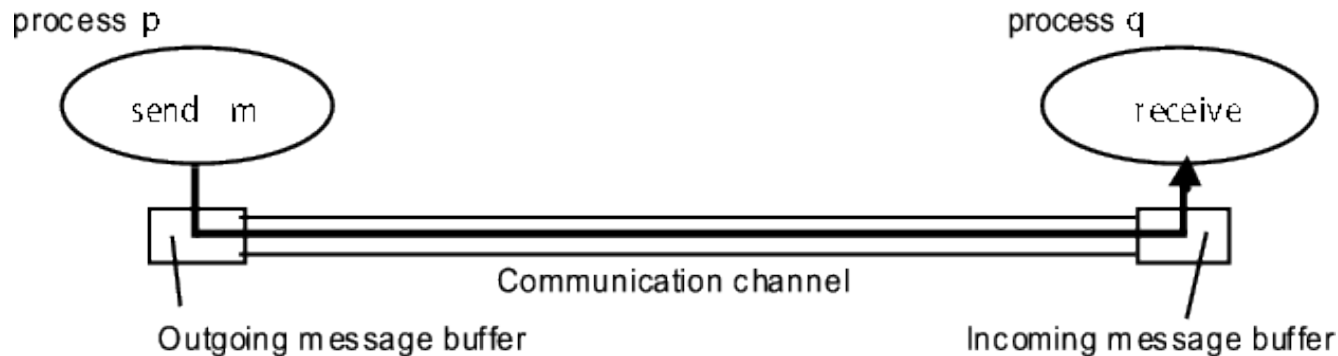 process p
process q
send m
receive
Communication channel
Outgoing message buffer
Incoming message buffer